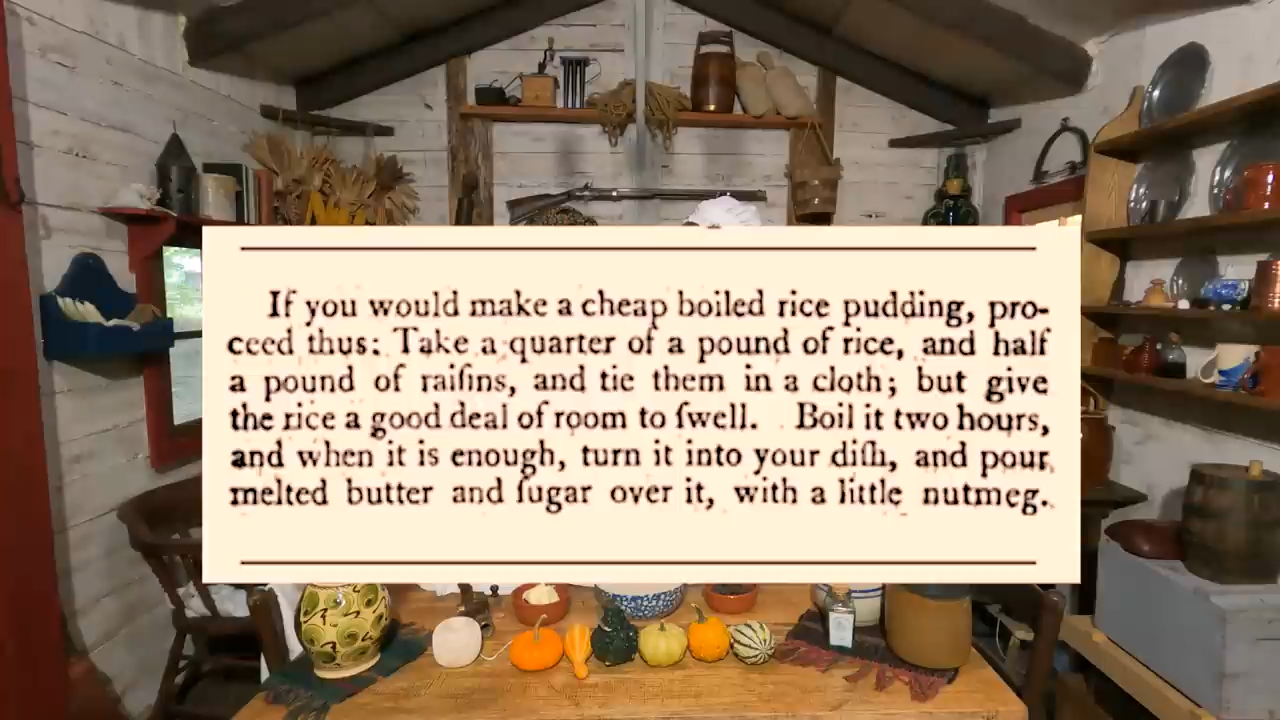 If you would make a cheap boiled rice pudding, pro-
ceed thus: Take a quarter of a pound of rice, and half
a pound of raiſins, and tie them in a cloth; but give
the rice a good deal of room to ſwell. Boil it two hours,
and when it is enough, turn it into your diſh, and pour
melted butter and ſugar over it, with a little nutmeg.